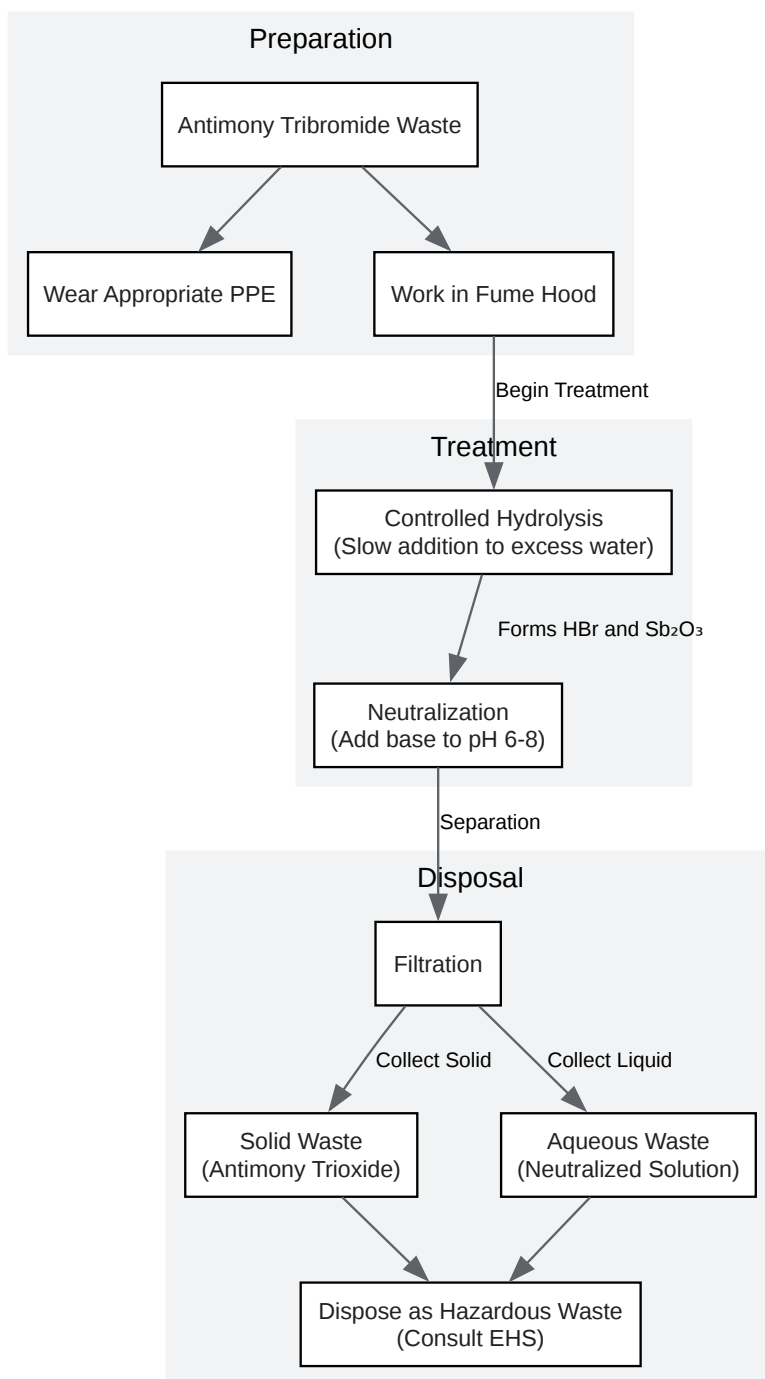 Preparation
Antimony Tribromide Waste
Wear Appropriate PPE
Work in Fume Hood
Begin Treatment
Treatment
Controlled Hydrolysis
(Slow addition to excess water)
Forms HBr and Sb₂O₃
Neutralization
(Add base to pH 6-8)
Separation
Disposal
Filtration
Collect Solid
Collect Liquid
Solid Waste
(Antimony Trioxide)
Aqueous Waste
(Neutralized Solution)
Dispose as Hazardous Waste
(Consult EHS)